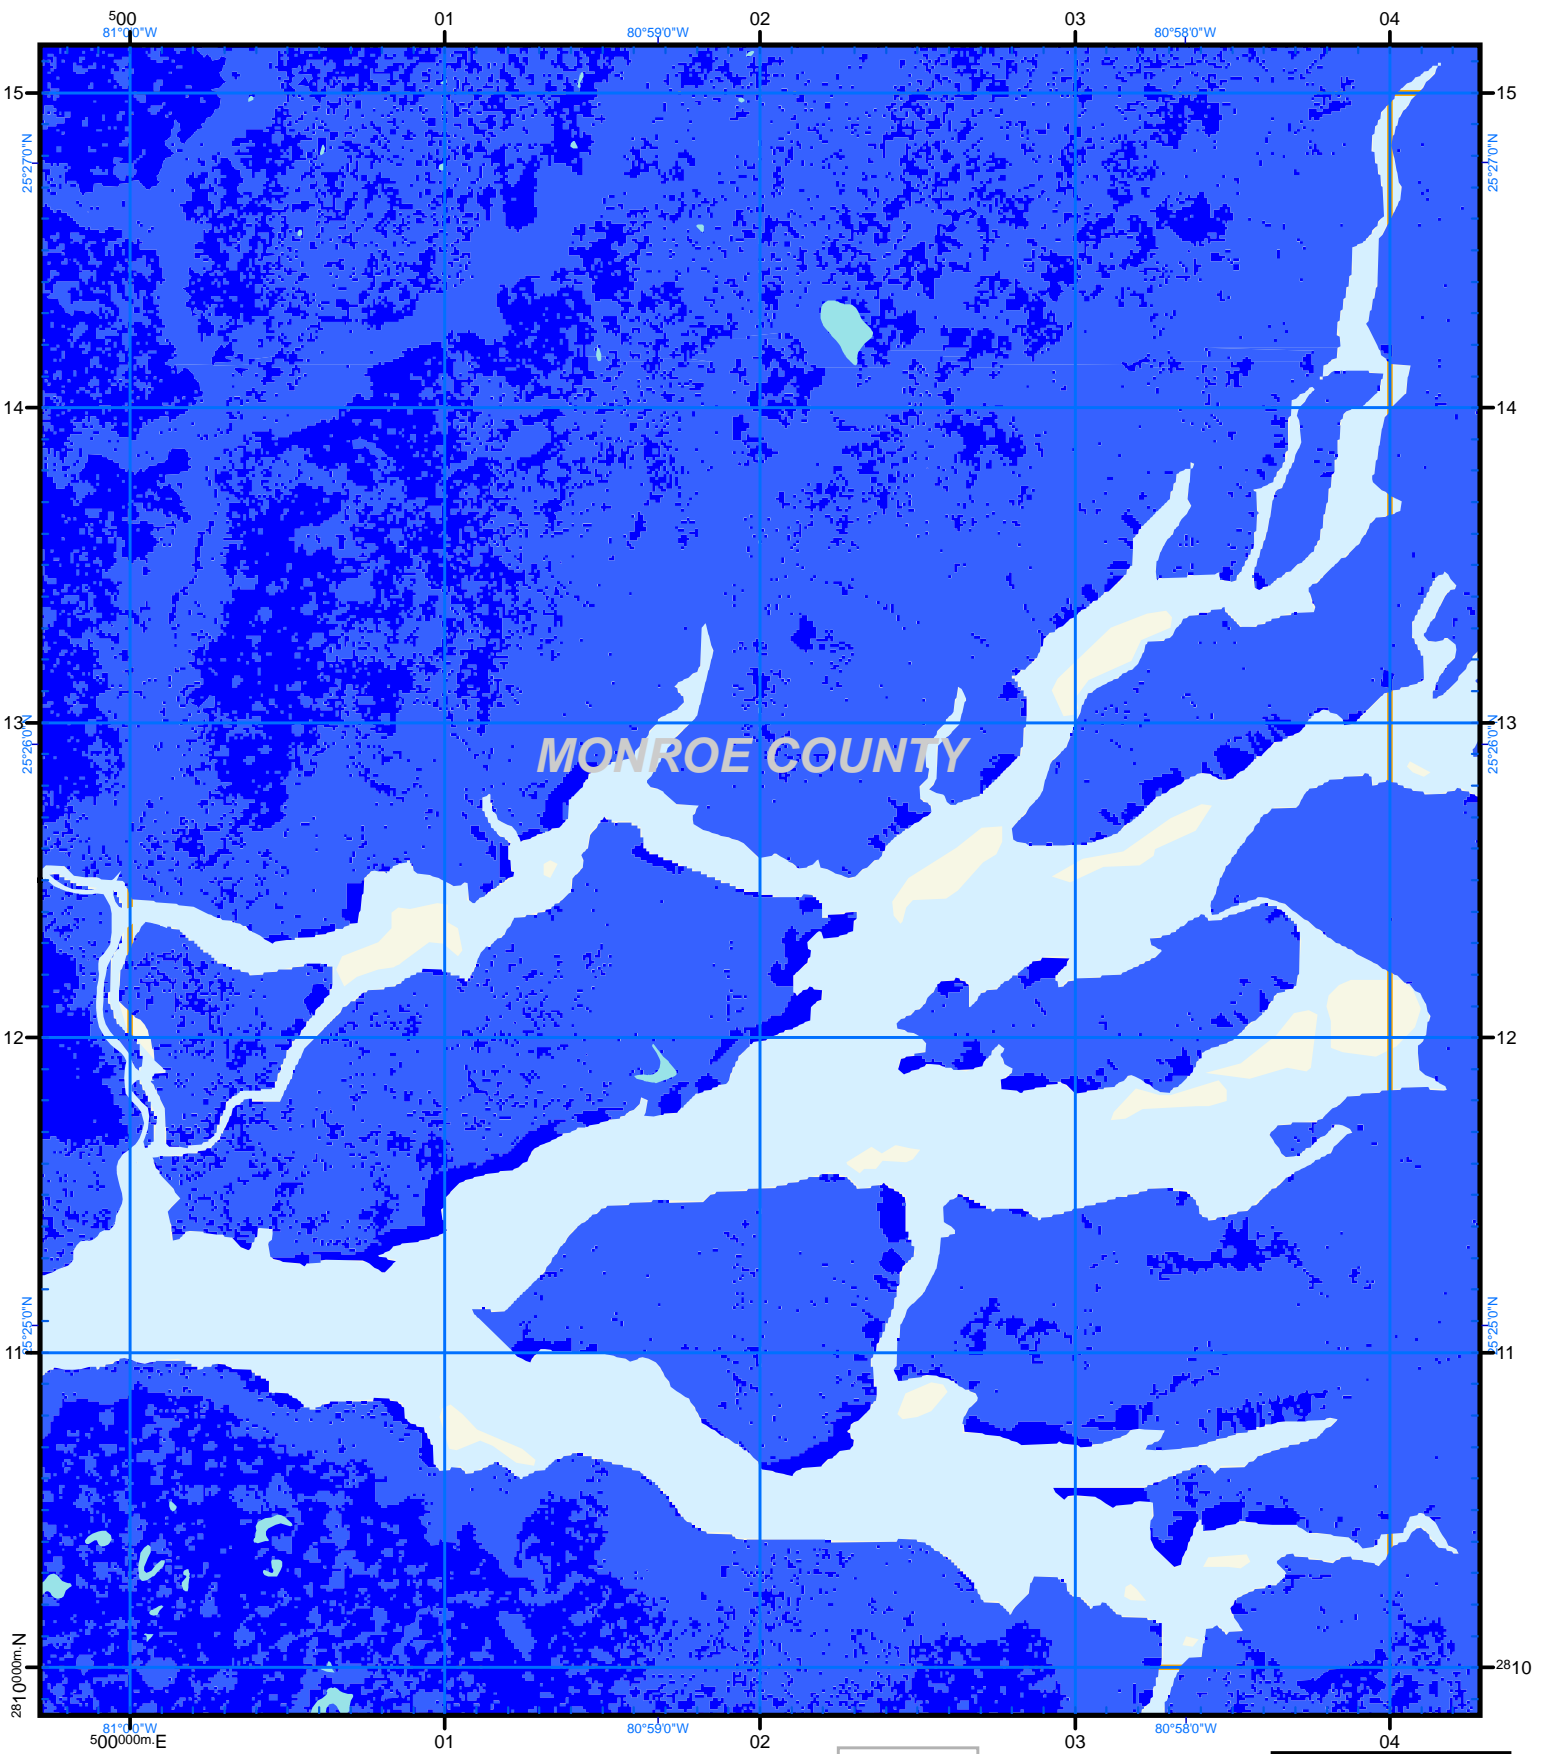 ⁵00 01 02 03 04
81°0'0"W 80°59'0"W 80°58'0"W
15 15
25°27'0"N 25°27'0"N
14 14
13 13
25°26'0"N 25°26'0"N
MONROE COUNTY
12 12
25°25'0"N 25°25'0"N
11 11
²⁸10⁰⁰⁰ᵐ·N ²⁸10
81°0'0"W 80°59'0"W 80°58'0"W
⁵00⁰⁰⁰ᵐ·E 01 02 03 04